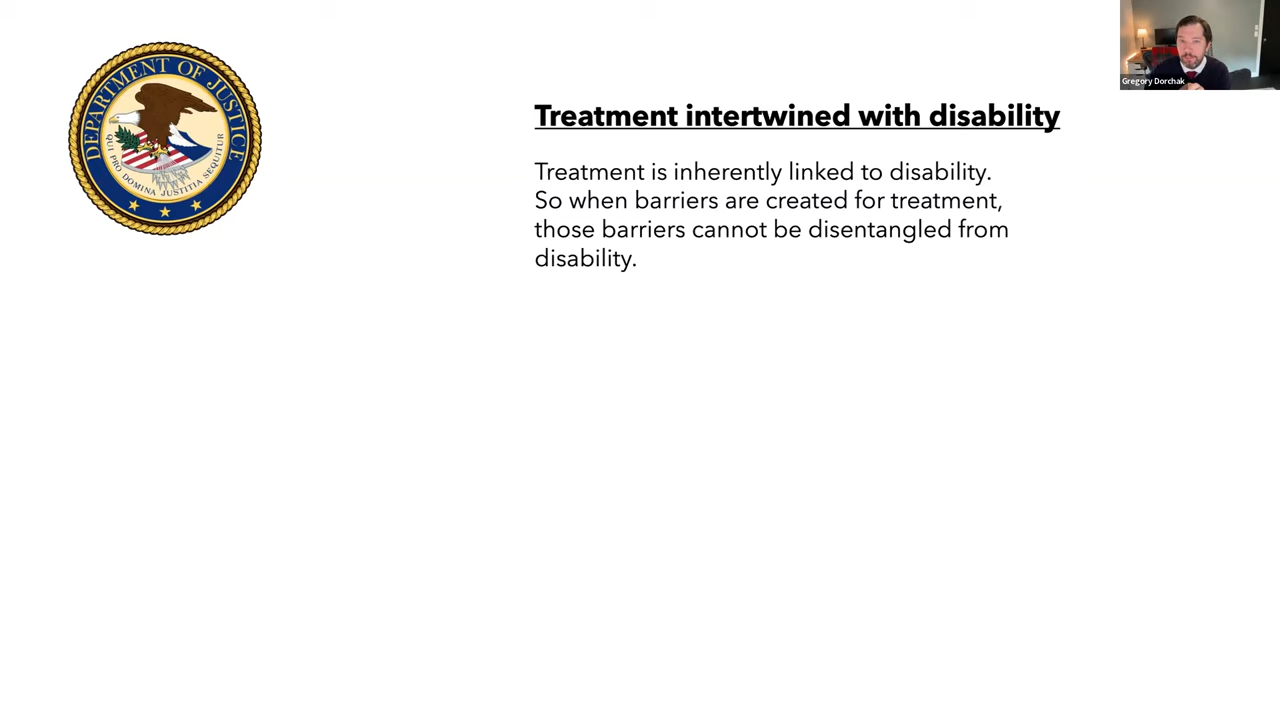 DEPARTMENT OF JUSTICE
QUI PRO DOMINA JUSTITIA SEQUITUR
Gregory Dorchak
Treatment intertwined with disability
Treatment is inherently linked to disability.
So when barriers are created for treatment,
those barriers cannot be disentangled from
disability.